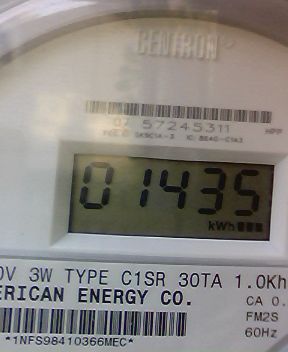 CENTRON®
57245311
01435
kWh
0V 3W TYPE C1SR 30TA 1.0Kh
ERICAN ENERGY CO.
CA 0.
FM2S
*1NFS98410366MEC*
60Hz